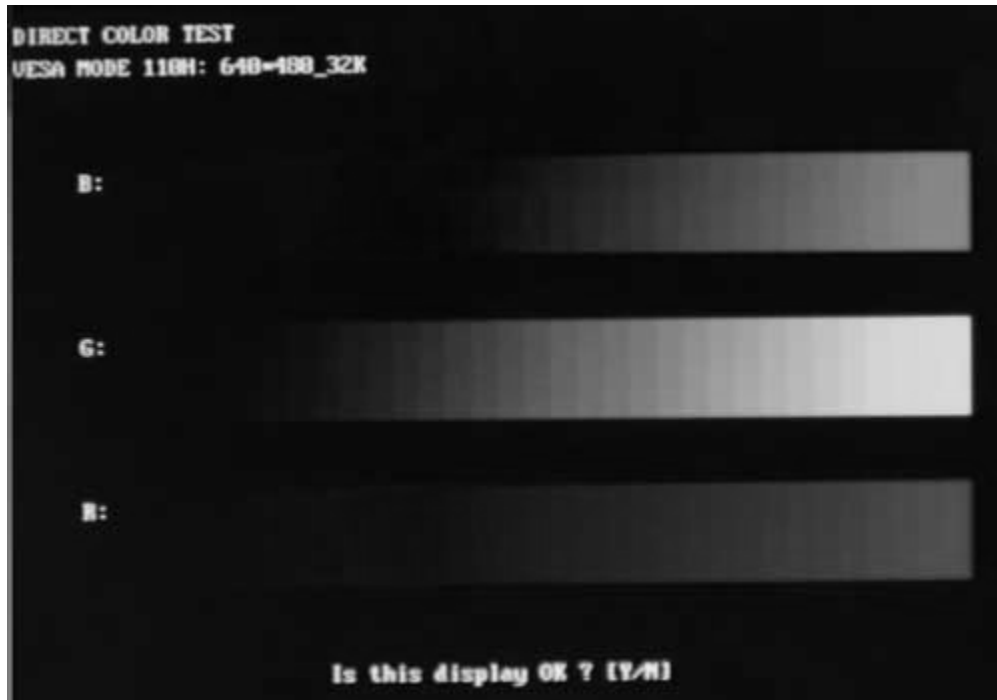 DIRECT COLOR TEST
VESA MODE 110H: 640*480_32K
B:
G:
R:
Is this display OK ? [Y/N]